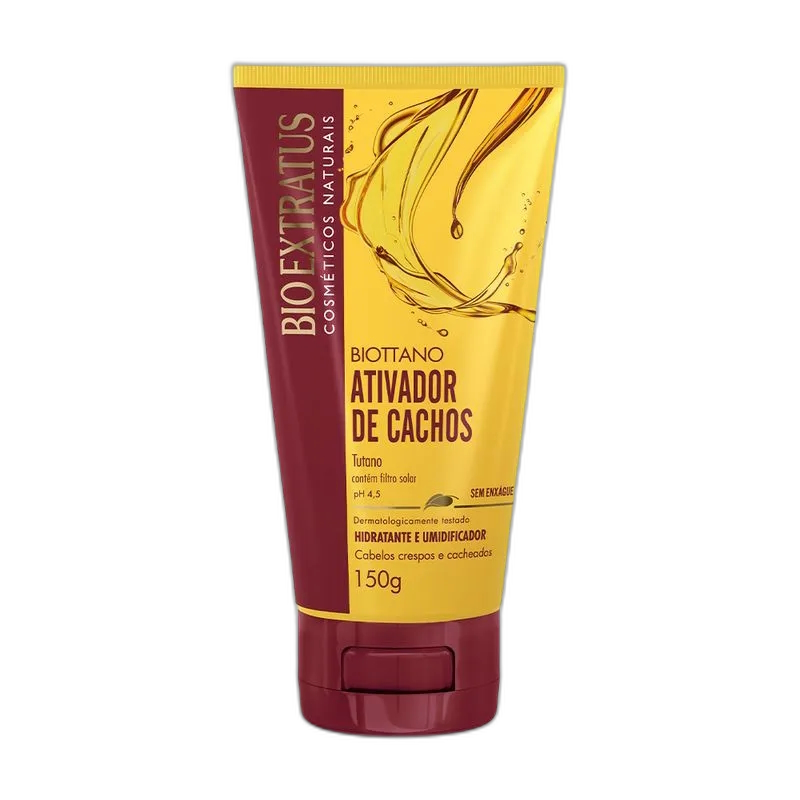 BIO EXTRATUS
COSMÉTICOS NATURAIS
BIOTTANO
ATIVADOR
DE CACHOS
Tutano
contém filtro solar
pH 4,5
SEM ENXÁGUE
Dermatologicamente testado
HIDRATANTE E UMIDIFICADOR
Cabelos crespos e cacheados
150g